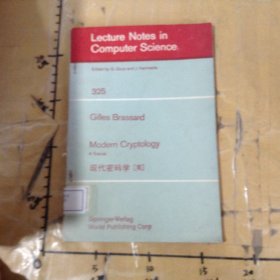 Lecture Notes in
Computer Science
Edited by G. Goos and J. Hartmanis
325
Gilles Brassard
Modern Cryptology
A Tutorial
现代密码学 [英]
Springer-Verlag
World Publishing Corp